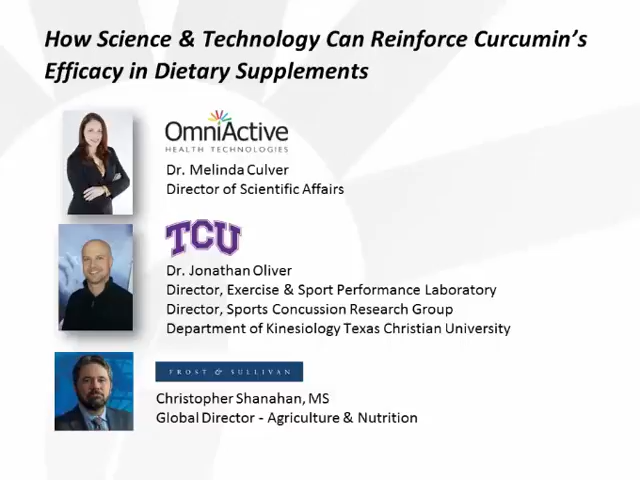 How Science & Technology Can Reinforce Curcumin's
Efficacy in Dietary Supplements
OmniActive
HEALTH TECHNOLOGIES
Dr. Melinda Culver
Director of Scientific Affairs
TCU
Dr. Jonathan Oliver
Director, Exercise & Sport Performance Laboratory
Director, Sports Concussion Research Group
Department of Kinesiology Texas Christian University
FROST & SULLIVAN
Christopher Shanahan, MS
Global Director - Agriculture & Nutrition